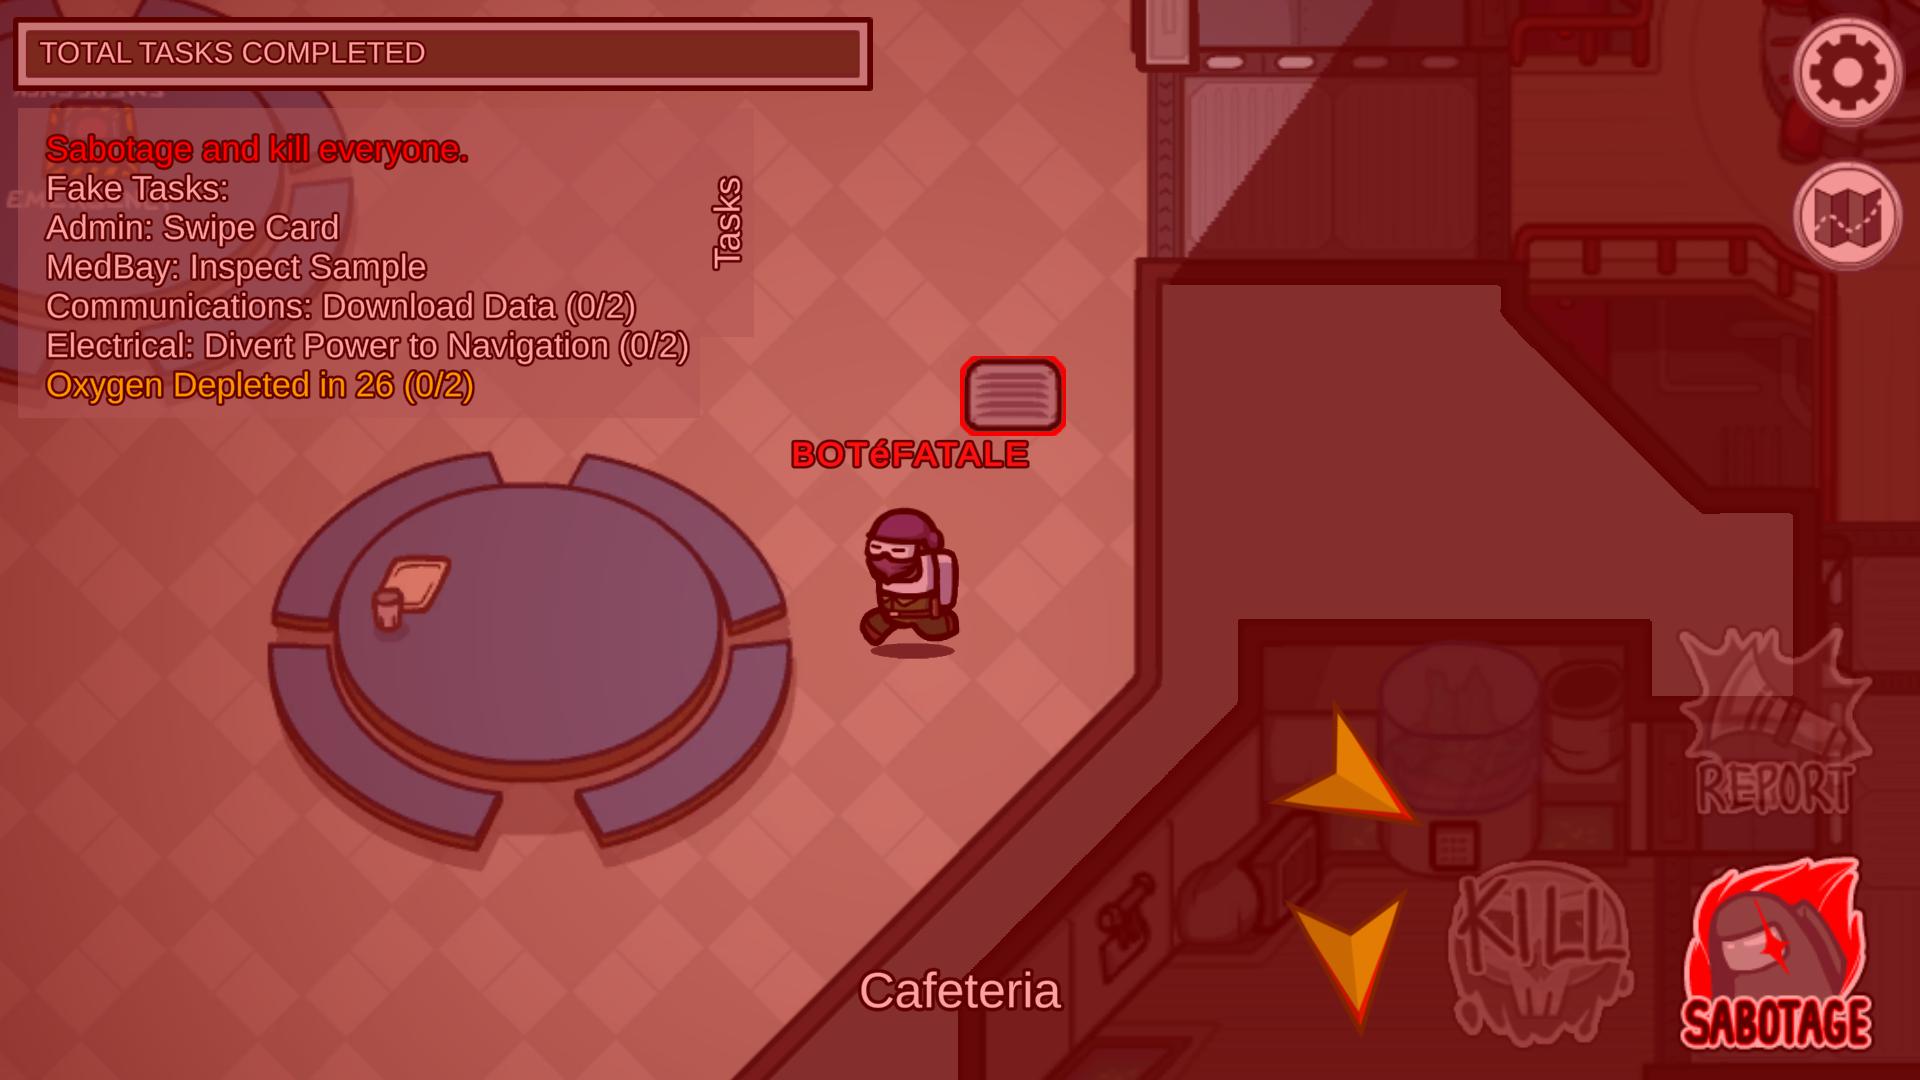 TOTAL TASKS COMPLETED
Sabotage and kill everyone.
Fake Tasks:
Admin: Swipe Card
MedBay: Inspect Sample
Communications: Download Data (0/2)
Electrical: Divert Power to Navigation (0/2)
Oxygen Depleted in 26 (0/2)
Tasks
BOTéFATALE
REPORT
KILL
SABOTAGE
Cafeteria